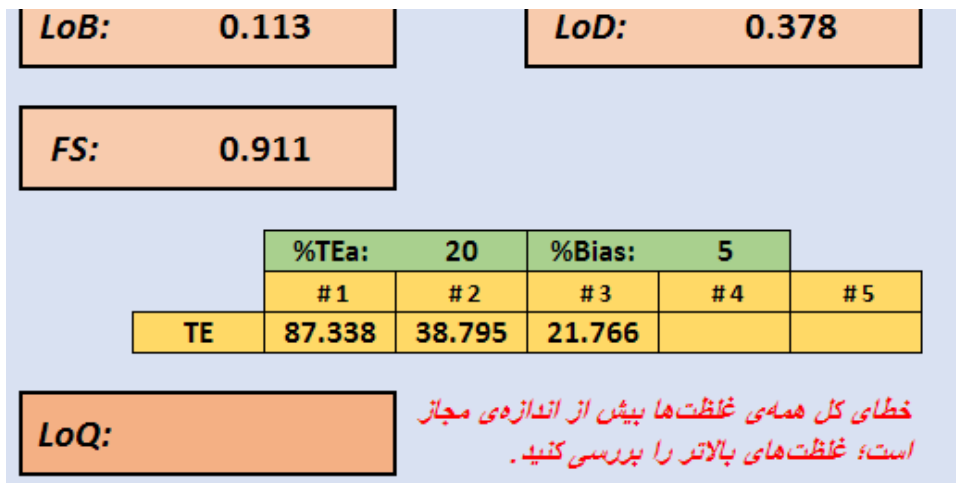 LoB: 0.113 LoD: 0.378
FS: 0.911
%TEa: 20 %Bias: 5
#1 #2 #3 #4 #5
TE 87.338 38.795 21.766
خطای کل همه‌ی غلظت‌ها بیش از اندازه‌ی مجاز
LoQ:
است؛ غلظت‌های بالاتر را بررسی کنید.